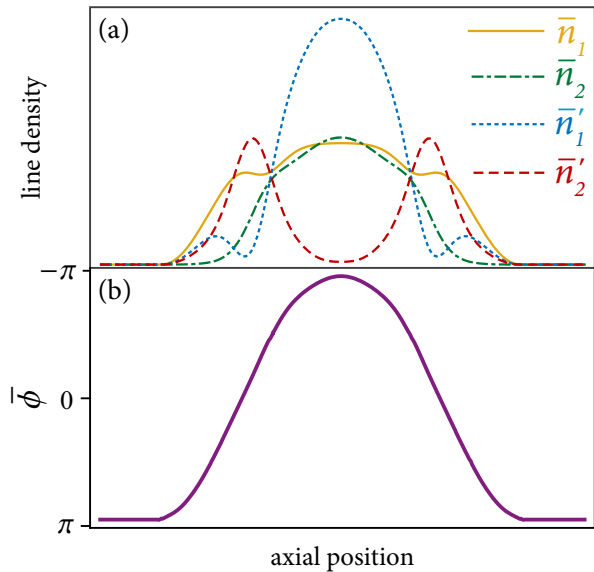 (a)
n̄₁
n̄₂
n̄₁′
n̄₂′
line density
−π
(b)
0
ϕ̄
π
axial position